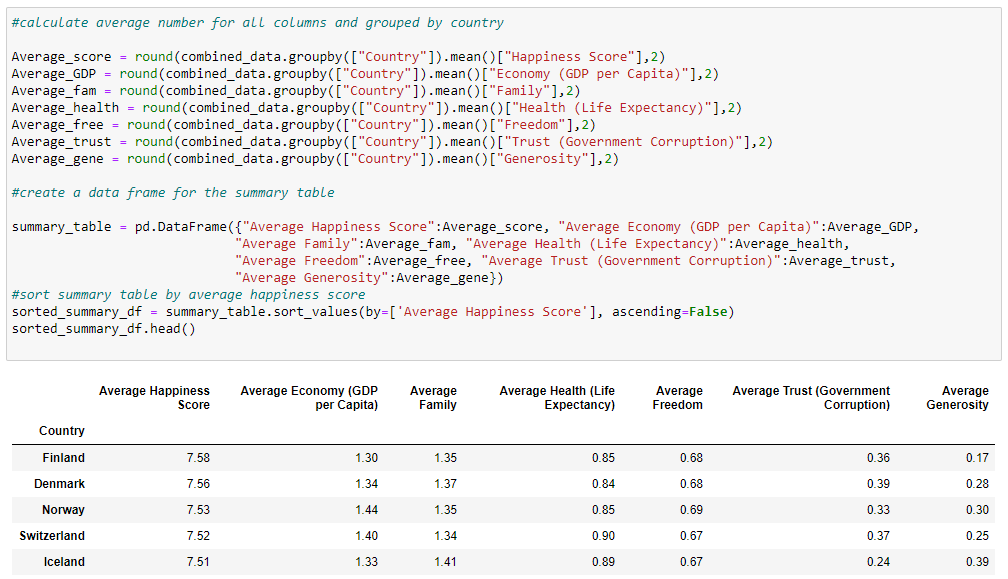 #calculate average number for all columns and grouped by country
Average_score = round(combined_data.groupby(["Country"]).mean()["Happiness Score"],2)
Average_GDP = round(combined_data.groupby(["Country"]).mean()["Economy (GDP per Capita)"],2)
Average_fam = round(combined_data.groupby(["Country"]).mean()["Family"],2)
Average_health = round(combined_data.groupby(["Country"]).mean()["Health (Life Expectancy)"],2)
Average_free = round(combined_data.groupby(["Country"]).mean()["Freedom"],2)
Average_trust = round(combined_data.groupby(["Country"]).mean()["Trust (Government Corruption)"],2)
Average_gene = round(combined_data.groupby(["Country"]).mean()["Generosity"],2)
#create a data frame for the summary table
summary_table = pd.DataFrame({"Average Happiness Score":Average_score, "Average Economy (GDP per Capita)":Average_GDP,
"Average Family":Average_fam, "Average Health (Life Expectancy)":Average_health,
"Average Freedom":Average_free, "Average Trust (Government Corruption)":Average_trust,
"Average Generosity":Average_gene})
#sort summary table by average happiness score
sorted_summary_df = summary_table.sort_values(by=['Average Happiness Score'], ascending=False)
sorted_summary_df.head()
Average Happiness Average Economy (GDP Average Average Health (Life Average Average Trust (Government Average
Score per Capita) Family Expectancy) Freedom Corruption) Generosity
Country
Finland 7.58 1.30 1.35 0.85 0.68 0.36 0.17
Denmark 7.56 1.34 1.37 0.84 0.68 0.39 0.28
Norway 7.53 1.44 1.35 0.85 0.69 0.33 0.30
Switzerland 7.52 1.40 1.34 0.90 0.67 0.37 0.25
Iceland 7.51 1.33 1.41 0.89 0.67 0.24 0.39